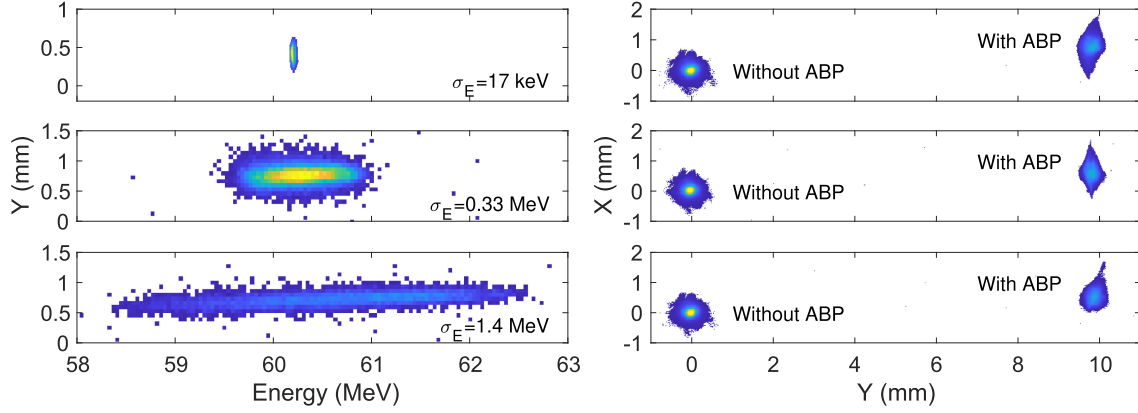 1
0.5
0
σ_E=17 keV
1.5
1
0.5
0
Y (mm)
σ_E=0.33 MeV
1.5
1
0.5
0
σ_E=1.4 MeV
58 59 60 61 62 63
Energy (MeV)
2
1
0
-1
Without ABP
With ABP
2
1
0
-1
X (mm)
Without ABP
With ABP
2
1
0
-1
Without ABP
With ABP
0 2 4 6 8 10
Y (mm)